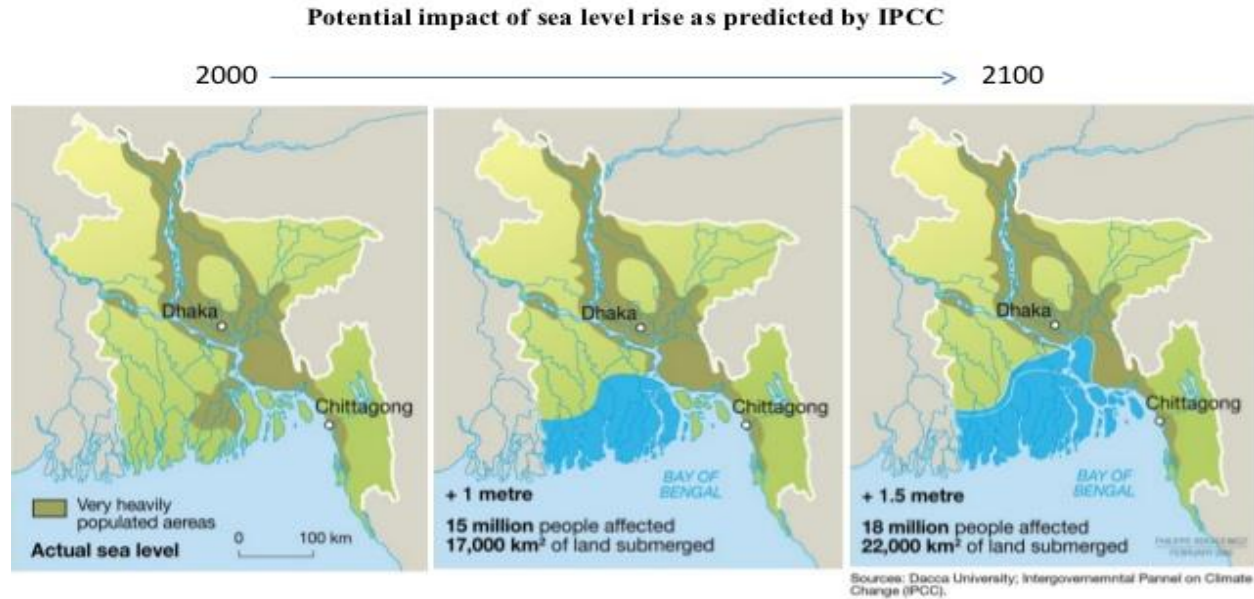 Potential impact of sea level rise as predicted by IPCC
2000
2100
Dhaka
Chittagong
Very heavily
populated aereas
Actual sea level
0
100 km
Dhaka
Chittagong
BAY OF
BENGAL
+ 1 metre
15 million people affected
17,000 km² of land submerged
Dhaka
Chittagong
BAY OF
BENGAL
+ 1.5 metre
18 million people affected
22,000 km² of land submerged
Sources: Dacca University; Intergovernemntal Pannel on Climate
Change (IPCC).